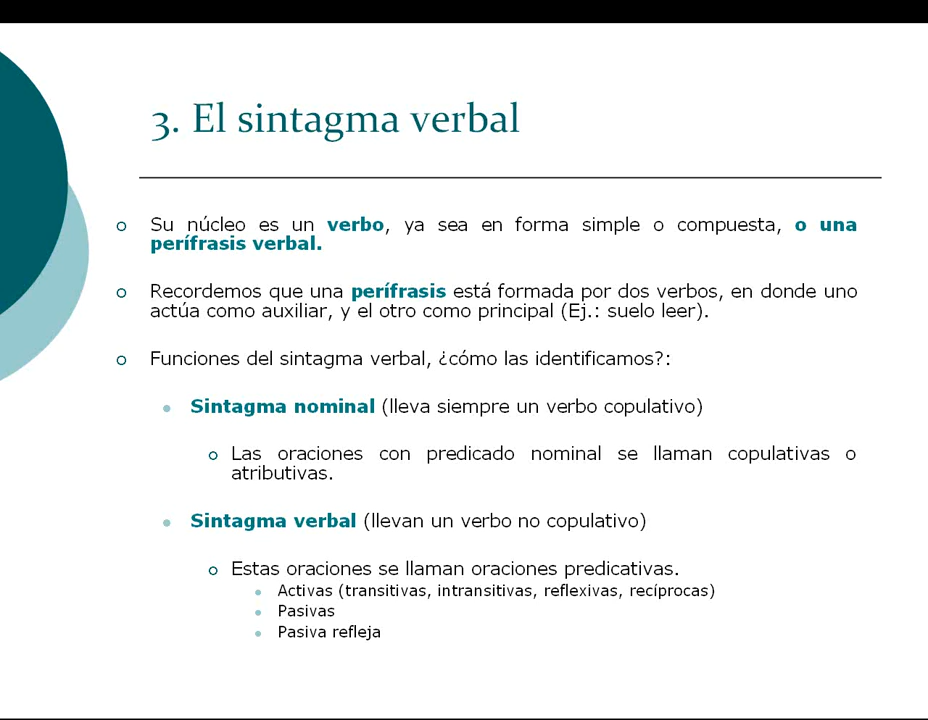 3. El sintagma verbal
Su núcleo es un verbo, ya sea en forma simple o compuesta, o una
perífrasis verbal.
Recordemos que una perífrasis está formada por dos verbos, en donde uno
actúa como auxiliar, y el otro como principal (Ej.: suelo leer).
Funciones del sintagma verbal, ¿cómo las identificamos?:
Sintagma nominal (lleva siempre un verbo copulativo)
Las oraciones con predicado nominal se llaman copulativas o
atributivas.
Sintagma verbal (llevan un verbo no copulativo)
Estas oraciones se llaman oraciones predicativas.
Activas (transitivas, intransitivas, reflexivas, recíprocas)
Pasivas
Pasiva refleja